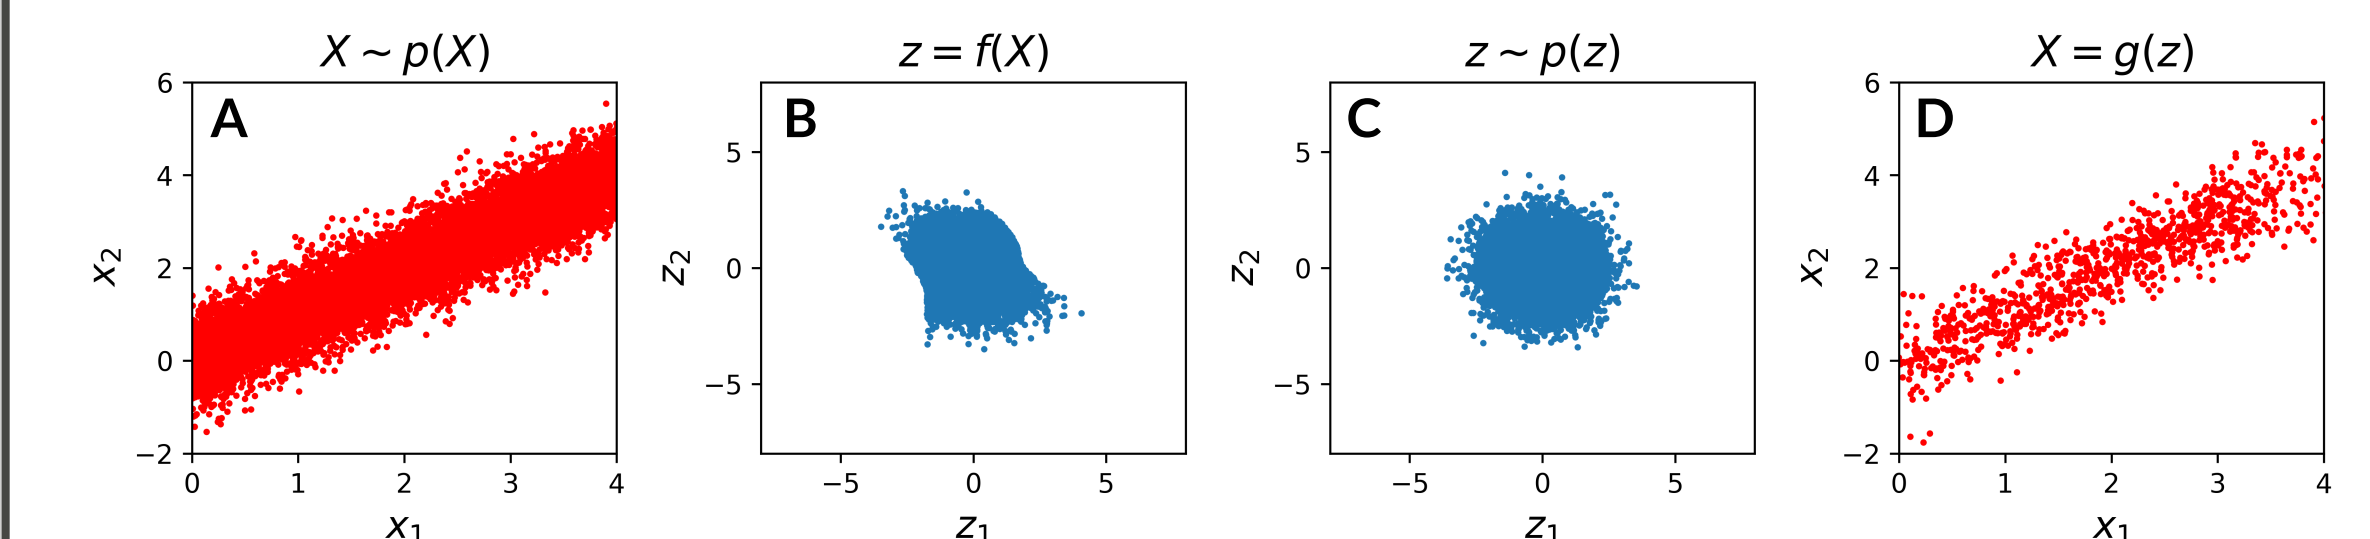 X ~ p(X)
A
6
4
2
0
−2
0 1 2 3 4
x₂
x₁
z = f(X)
B
5
0
−5
−5 0 5
z₂
z₁
z ~ p(z)
C
5
0
−5
−5 0 5
z₂
z₁
X = g(z)
D
6
4
2
0
−2
0 1 2 3 4
x₂
x₁